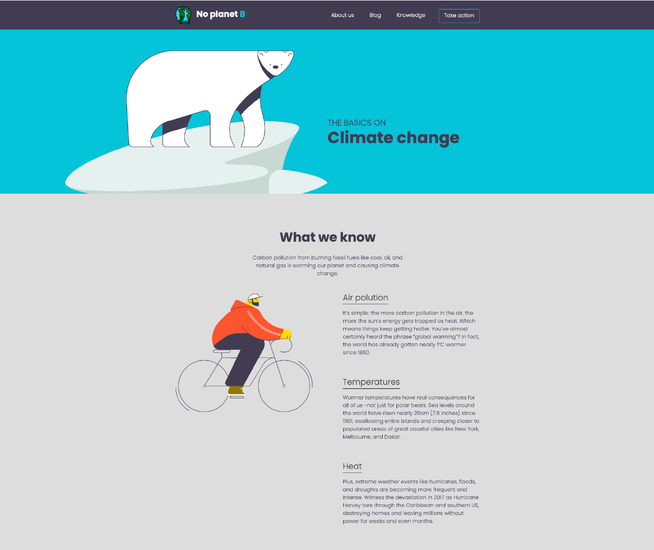 No planet B
About us
Blog
Knowledge
Take action
THE BASICS ON
Climate change
What we know
Carbon pollution from burning fossil fuels like coal, oil, and
natural gas is warming our planet and causing climate
change.
Air polution
It's simple: the more carbon pollution in the air, the
more the sun's energy gets trapped as heat. Which
means things keep getting hotter. You've almost
certainly heard the phrase "global warming"? In fact,
the world has already gotten nearly 1°C warmer
since 1880.
Temperatures
Warmer temperatures have real consequences for
all of us–not just for polar bears. Sea levels around
the world have risen nearly 20cm (7.8 inches) since
1901, swallowing entire islands and creeping closer to
populated areas of great coastal cities like New York,
Melbourne, and Dakar.
Heat
Plus, extreme weather events like hurricanes, floods,
and droughts are becoming more frequent and
intense. Witness the devastation in 2017 as Hurricane
Harvey tore through the Caribbean and southern US,
destroying homes and leaving millions without
power for weeks and even months.